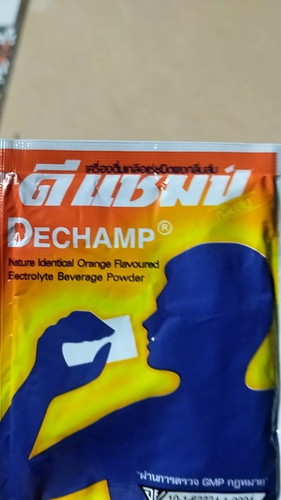 เครื่องดื่มเกลือแร่ชนิดผงกลิ่นส้ม
ดีแชมป์
DECHAMP®
Nature Identical Orange Flavoured
Electrolyte Beverage Powder
"ผ่านการตรวจ GMP กฎหมาย"